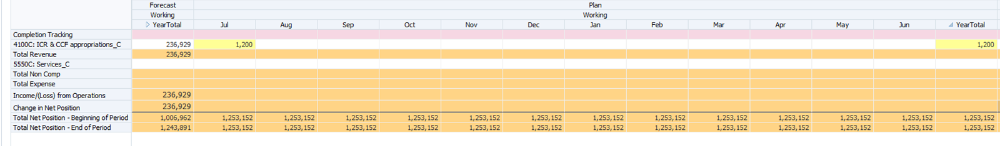 Forecast Plan
Working Working
YearTotal Jul Aug Sep Oct Nov Dec Jan Feb Mar Apr May Jun YearTotal
Completion Tracking
4100C: ICR & CCF appropriations_C 236,929 1,200 1,200
Total Revenue 236,929
5550C: Services_C
Total Non Comp
Total Expense
Income/(Loss) from Operations 236,929
Change in Net Position 236,929
Total Net Position - Beginning of Period 1,006,962 1,253,152 1,253,152 1,253,152 1,253,152 1,253,152 1,253,152 1,253,152 1,253,152 1,253,152 1,253,152 1,253,152 1,253,152 1,253,152
Total Net Position - End of Period 1,243,891 1,253,152 1,253,152 1,253,152 1,253,152 1,253,152 1,253,152 1,253,152 1,253,152 1,253,152 1,253,152 1,253,152 1,253,152 1,253,152